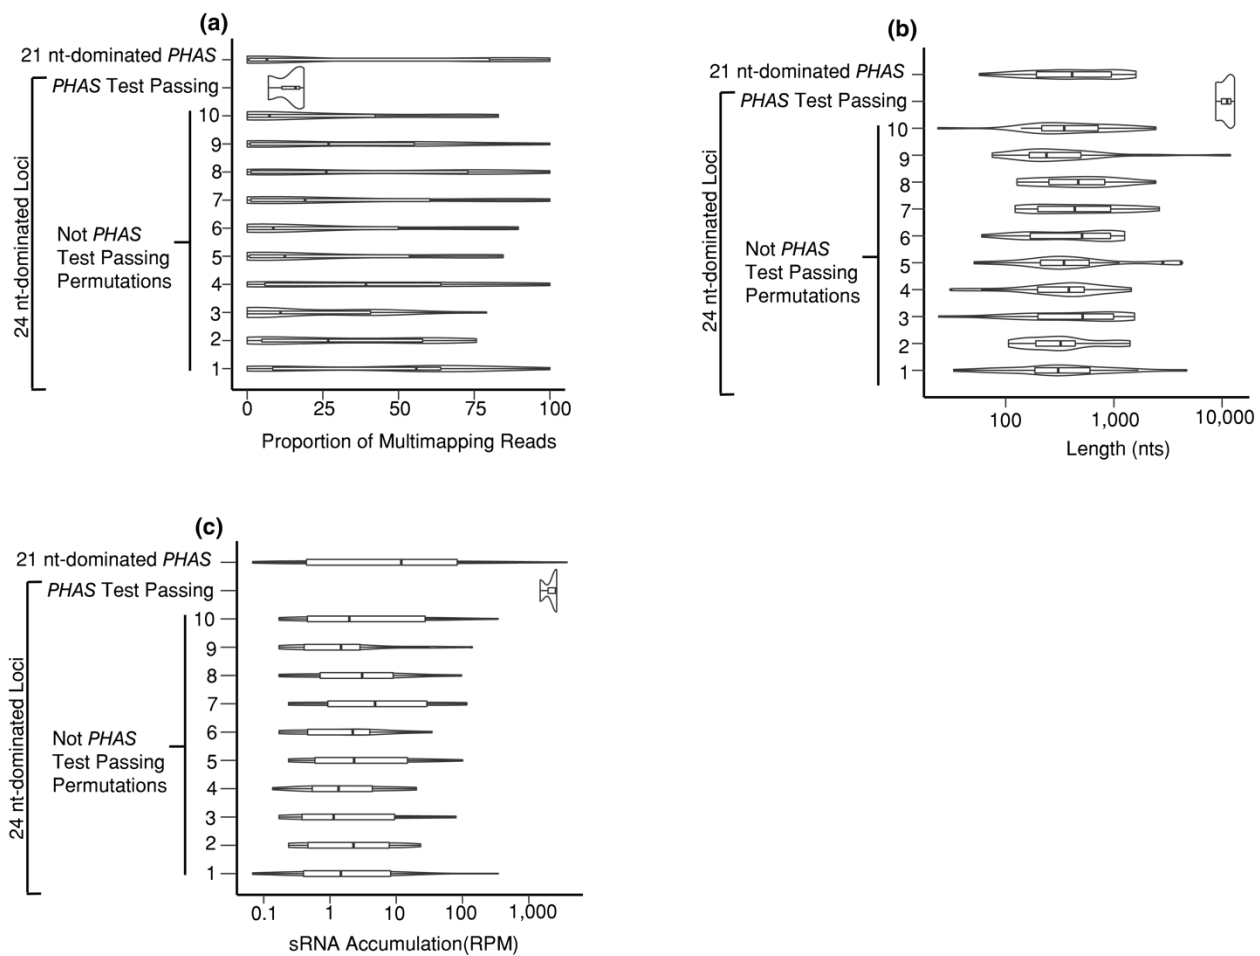 (a)
21 nt-dominated PHAS
PHAS Test Passing
10
9
8
7
6
5
4
3
2
1
Not PHAS
Test Passing
Permutations
24 nt-dominated Loci
0 25 50 75 100
Proportion of Multimapping Reads
(b)
21 nt-dominated PHAS
PHAS Test Passing
10
9
8
7
6
5
4
3
2
1
Not PHAS
Test Passing
Permutations
24 nt-dominated Loci
100 1,000 10,000
Length (nts)
(c)
21 nt-dominated PHAS
PHAS Test Passing
10
9
8
7
6
5
4
3
2
1
Not PHAS
Test Passing
Permutations
24 nt-dominated Loci
0.1 1 10 100 1,000
sRNA Accumulation(RPM)